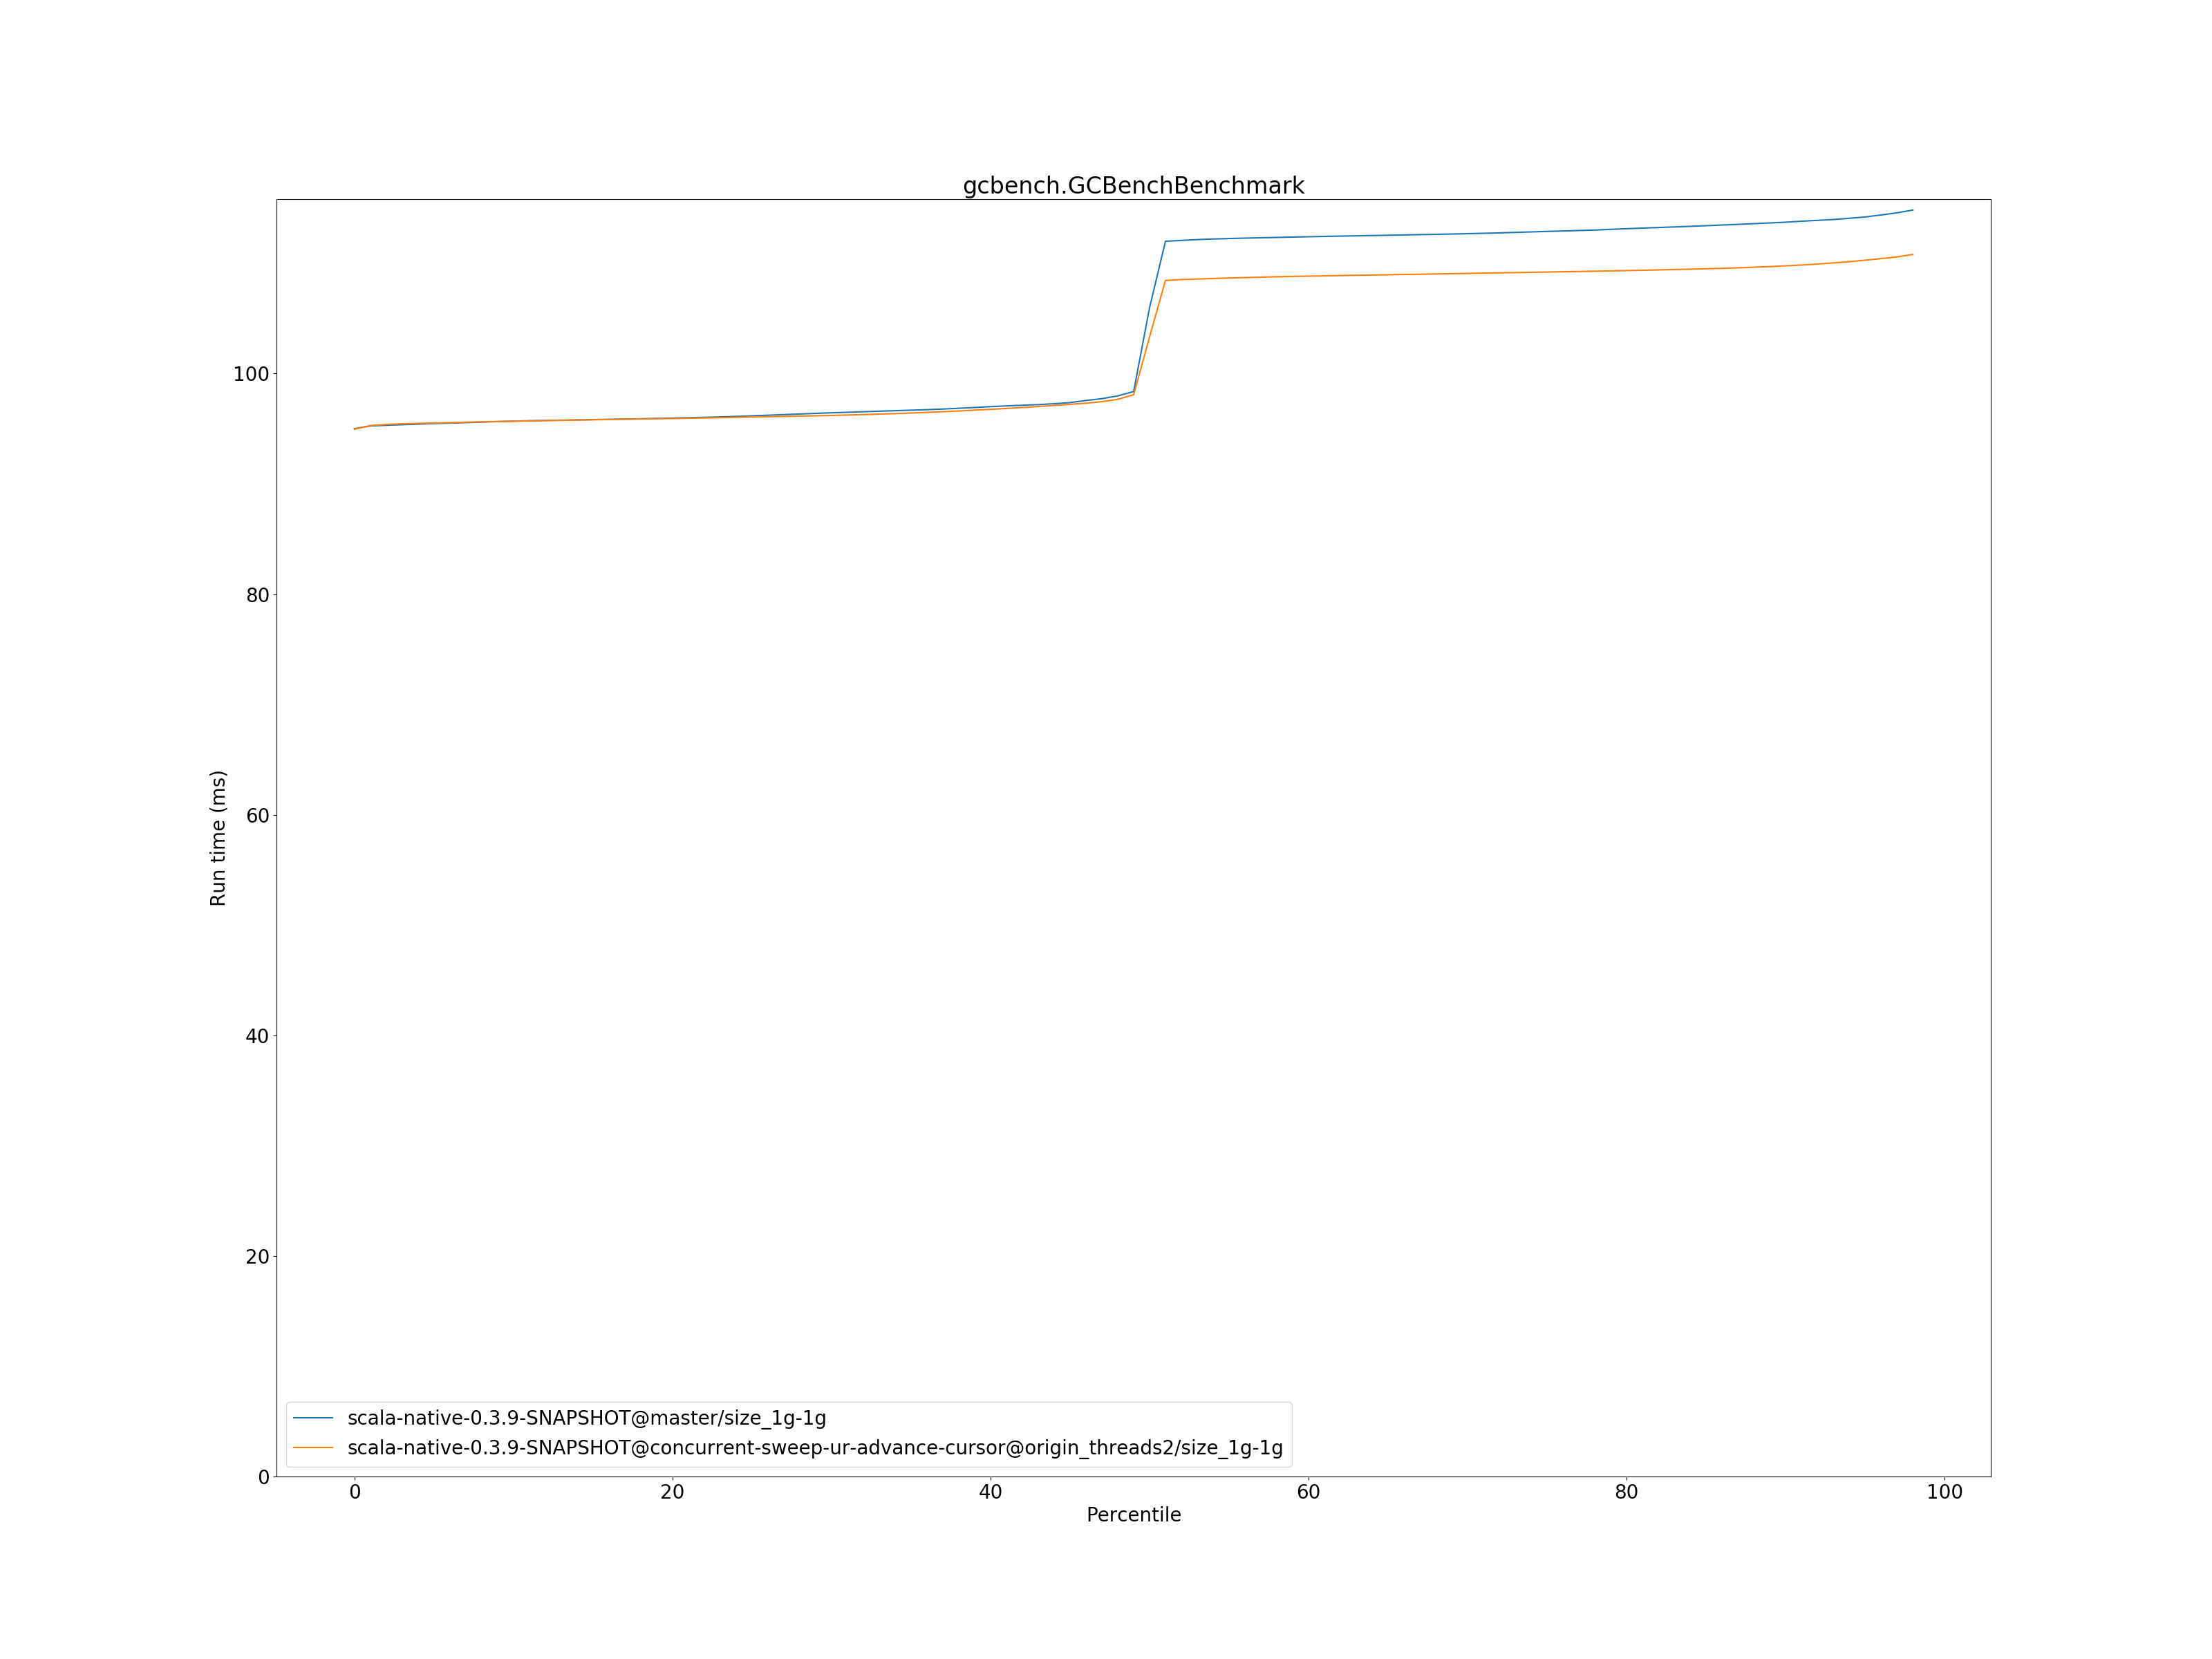 gcbench.GCBenchBenchmark
100
80
60
40
20
0
Run time (ms)
scala-native-0.3.9-SNAPSHOT@master/size_1g-1g
scala-native-0.3.9-SNAPSHOT@concurrent-sweep-ur-advance-cursor@origin_threads2/size_1g-1g
0 20 40 60 80 100
Percentile